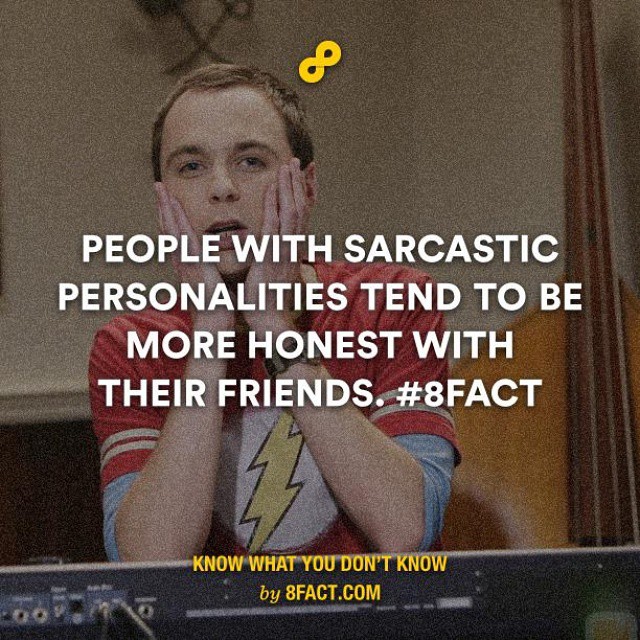 PEOPLE WITH SARCASTIC
PERSONALITIES TEND TO BE
MORE HONEST WITH
THEIR FRIENDS. #8FACT
KNOW WHAT YOU DON'T KNOW
by 8FACT.COM